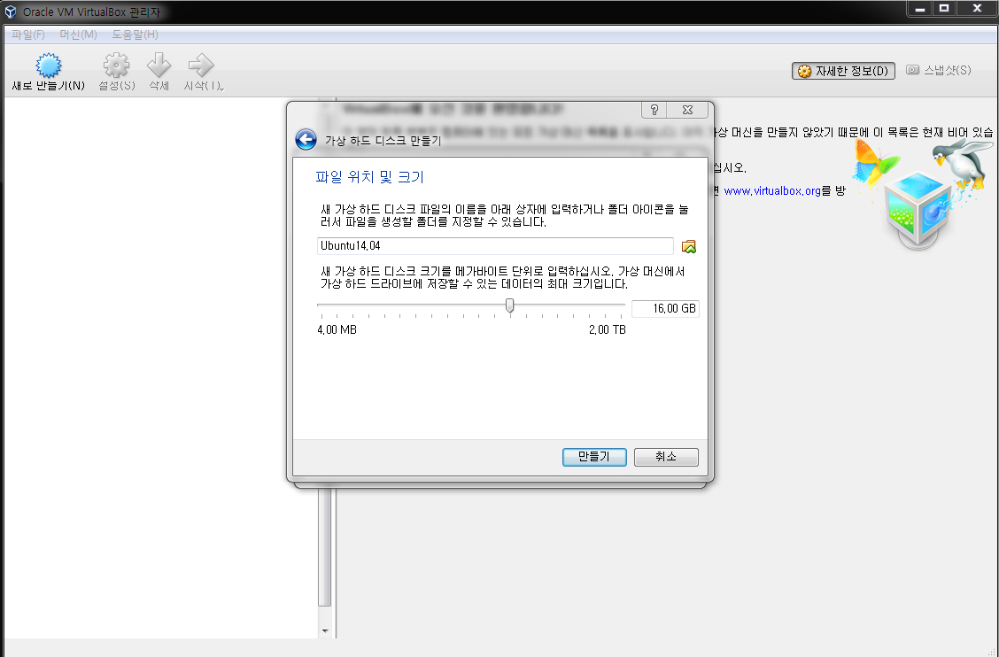 Oracle VM VirtualBox 관리자
파일(F) 머신(M) 도움말(H)
새로 만들기(N) 설정(S) 삭제 시작(T)
자세한 정보(D) 스냅샷(S)
가상 머신을 만들지 않았기 때문에 이 목록은 현재 비어 있습
십시오.
www.virtualbox.org를 방
가상 하드 디스크 만들기
파일 위치 및 크기
새 가상 하드 디스크 파일의 이름을 아래 상자에 입력하거나 폴더 아이콘을 눌
러서 파일을 생성할 폴더를 지정할 수 있습니다.
Ubuntu14.04
새 가상 하드 디스크 크기를 메가바이트 단위로 입력하십시오. 가상 머신에서
가상 하드 드라이브에 저장할 수 있는 데이터의 최대 크기입니다.
16.00 GB
4.00 MB 2.00 TB
만들기 취소